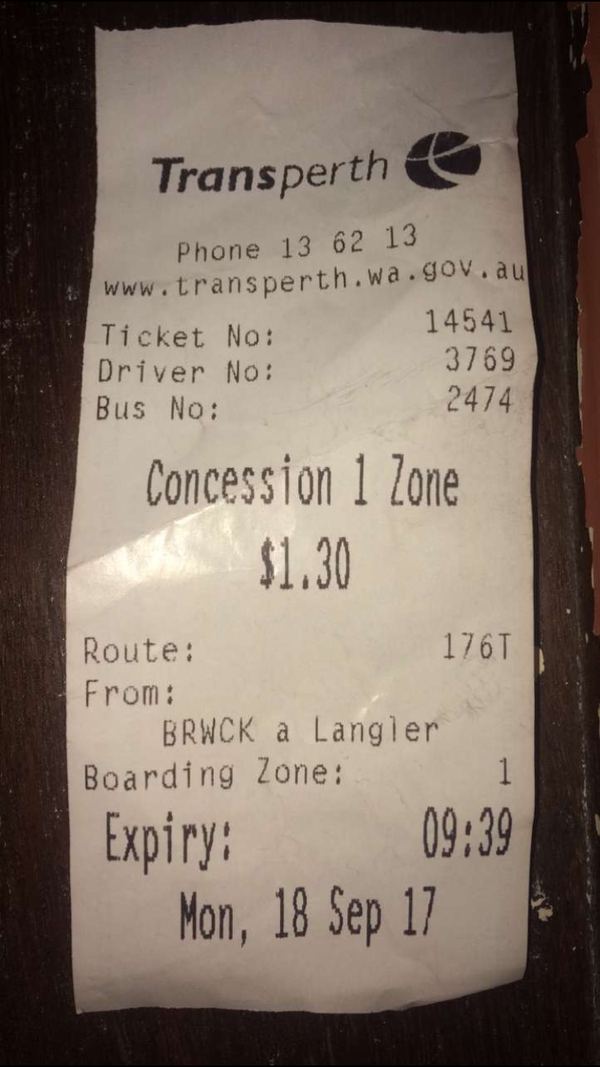 Transperth
Phone 13 62 13
www.transperth.wa.gov.au
Ticket No: 14541
Driver No: 3769
Bus No: 2474
Concession 1 Zone
$1.30
Route: 176T
From:
BRWCK a Langler
Boarding Zone: 1
Expiry: 09:39
Mon, 18 Sep 17